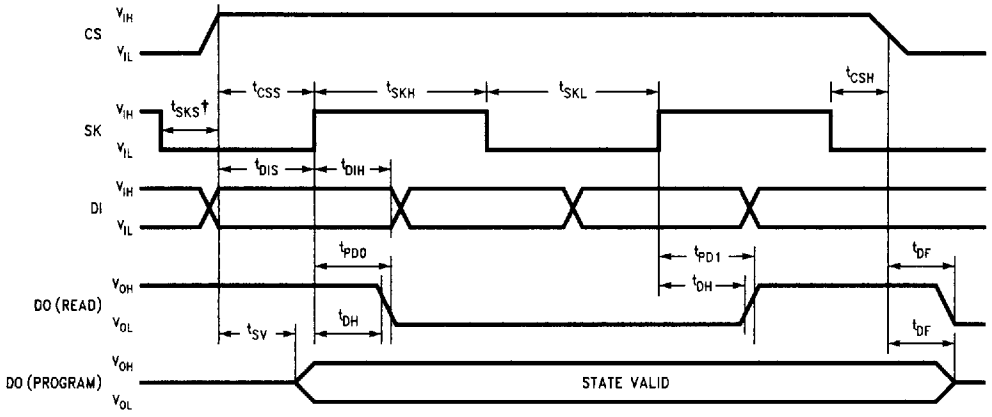 CS
V_IH
V_IL
t_CSS
t_SKH
t_SKL
t_CSH
SK
V_IH
t_SKS†
V_IL
t_DIS
t_DIH
DI
V_IH
V_IL
t_PD0
t_PD1
t_DF
DO (READ)
V_OH
t_DH
V_OL
t_SV
t_DH
t_DF
DO (PROGRAM)
V_OH
STATE VALID
V_OL